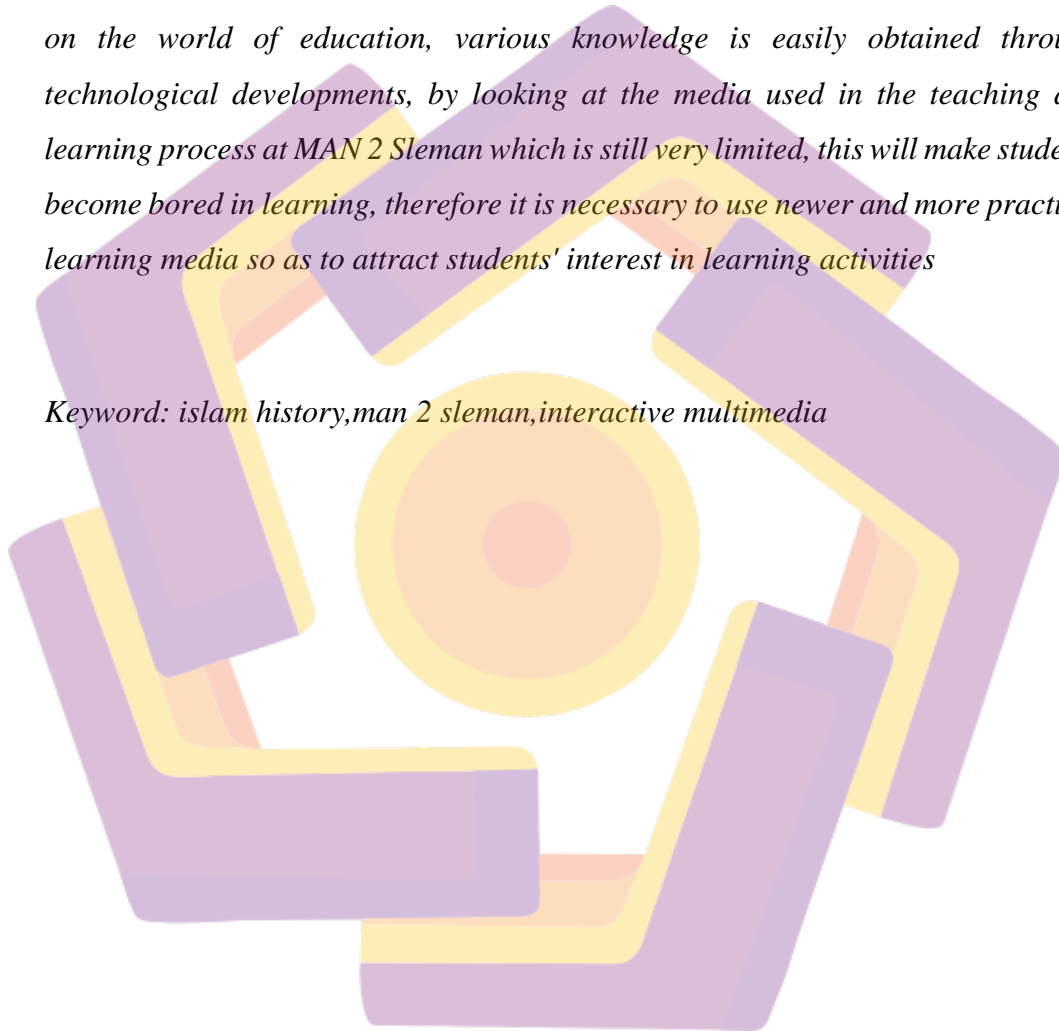 on the world of education, various knowledge is easily obtained throu
technological developments, by looking at the media used in the teaching a
learning process at MAN 2 Sleman which is still very limited, this will make stude
become bored in learning, therefore it is necessary to use newer and more practi
learning media so as to attract students' interest in learning activities
Keyword: islam history,man 2 sleman,interactive multimedia